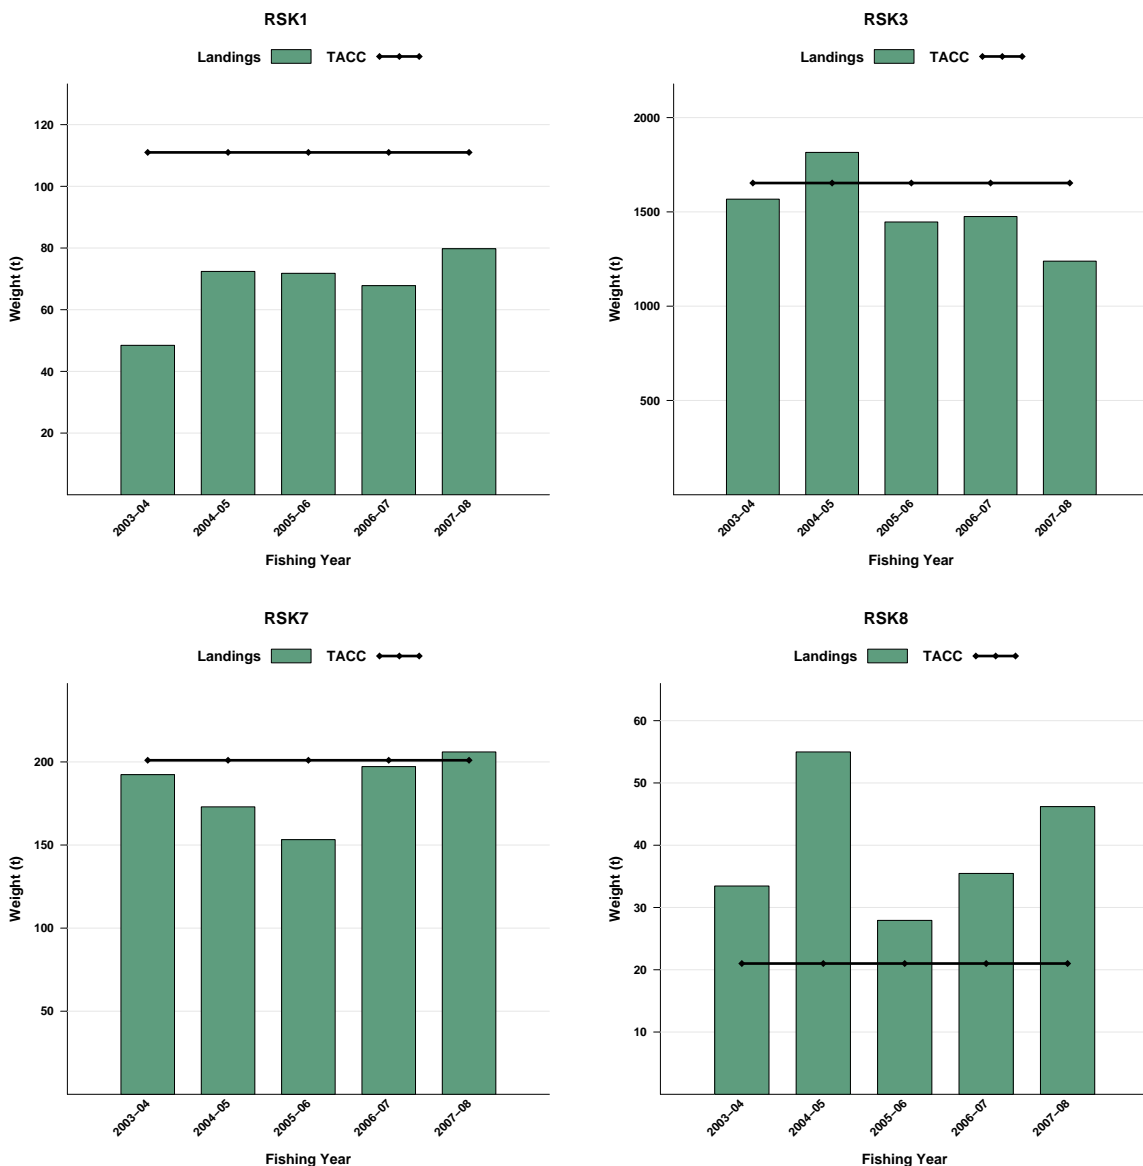 RSK1
Landings TACC
120
100
80
60
40
20
Weight (t)
2003–04 2004–05 2005–06 2006–07 2007–08
Fishing Year
RSK3
Landings TACC
2000
1500
1000
500
Weight (t)
2003–04 2004–05 2005–06 2006–07 2007–08
Fishing Year
RSK7
Landings TACC
200
150
100
50
Weight (t)
2003–04 2004–05 2005–06 2006–07 2007–08
Fishing Year
RSK8
Landings TACC
60
50
40
30
20
10
Weight (t)
2003–04 2004–05 2005–06 2006–07 2007–08
Fishing Year